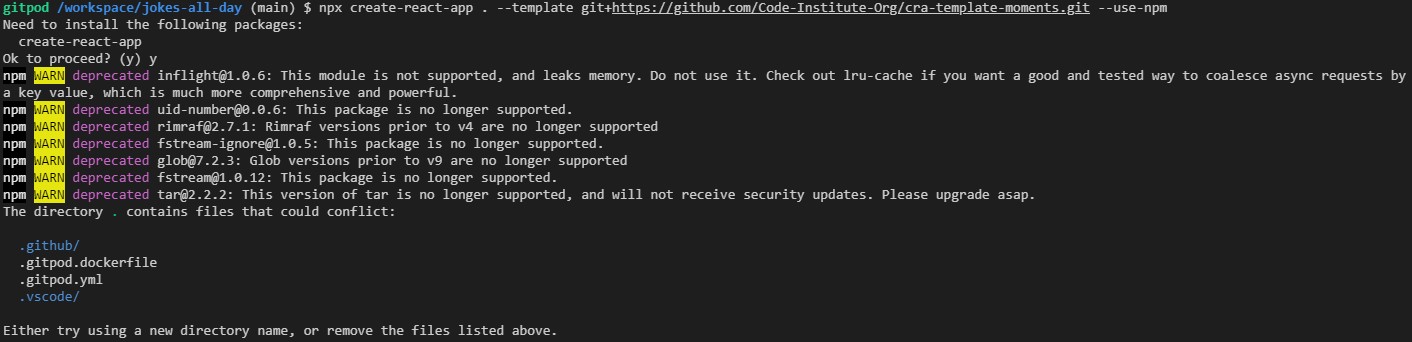 gitpod /workspace/jokes-all-day (main) $ npx create-react-app . --template git+https://github.com/Code-Institute-Org/cra-template-moments.git --use-npm
Need to install the following packages:
  create-react-app
Ok to proceed? (y) y
npm WARN deprecated inflight@1.0.6: This module is not supported, and leaks memory. Do not use it. Check out lru-cache if you want a good and tested way to coalesce async requests by
a key value, which is much more comprehensive and powerful.
npm WARN deprecated uid-number@0.0.6: This package is no longer supported.
npm WARN deprecated rimraf@2.7.1: Rimraf versions prior to v4 are no longer supported
npm WARN deprecated fstream-ignore@1.0.5: This package is no longer supported.
npm WARN deprecated glob@7.2.3: Glob versions prior to v9 are no longer supported
npm WARN deprecated fstream@1.0.12: This package is no longer supported.
npm WARN deprecated tar@2.2.2: This version of tar is no longer supported, and will not receive security updates. Please upgrade asap.
The directory . contains files that could conflict:
  .github/
  .gitpod.dockerfile
  .gitpod.yml
  .vscode/
Either try using a new directory name, or remove the files listed above.